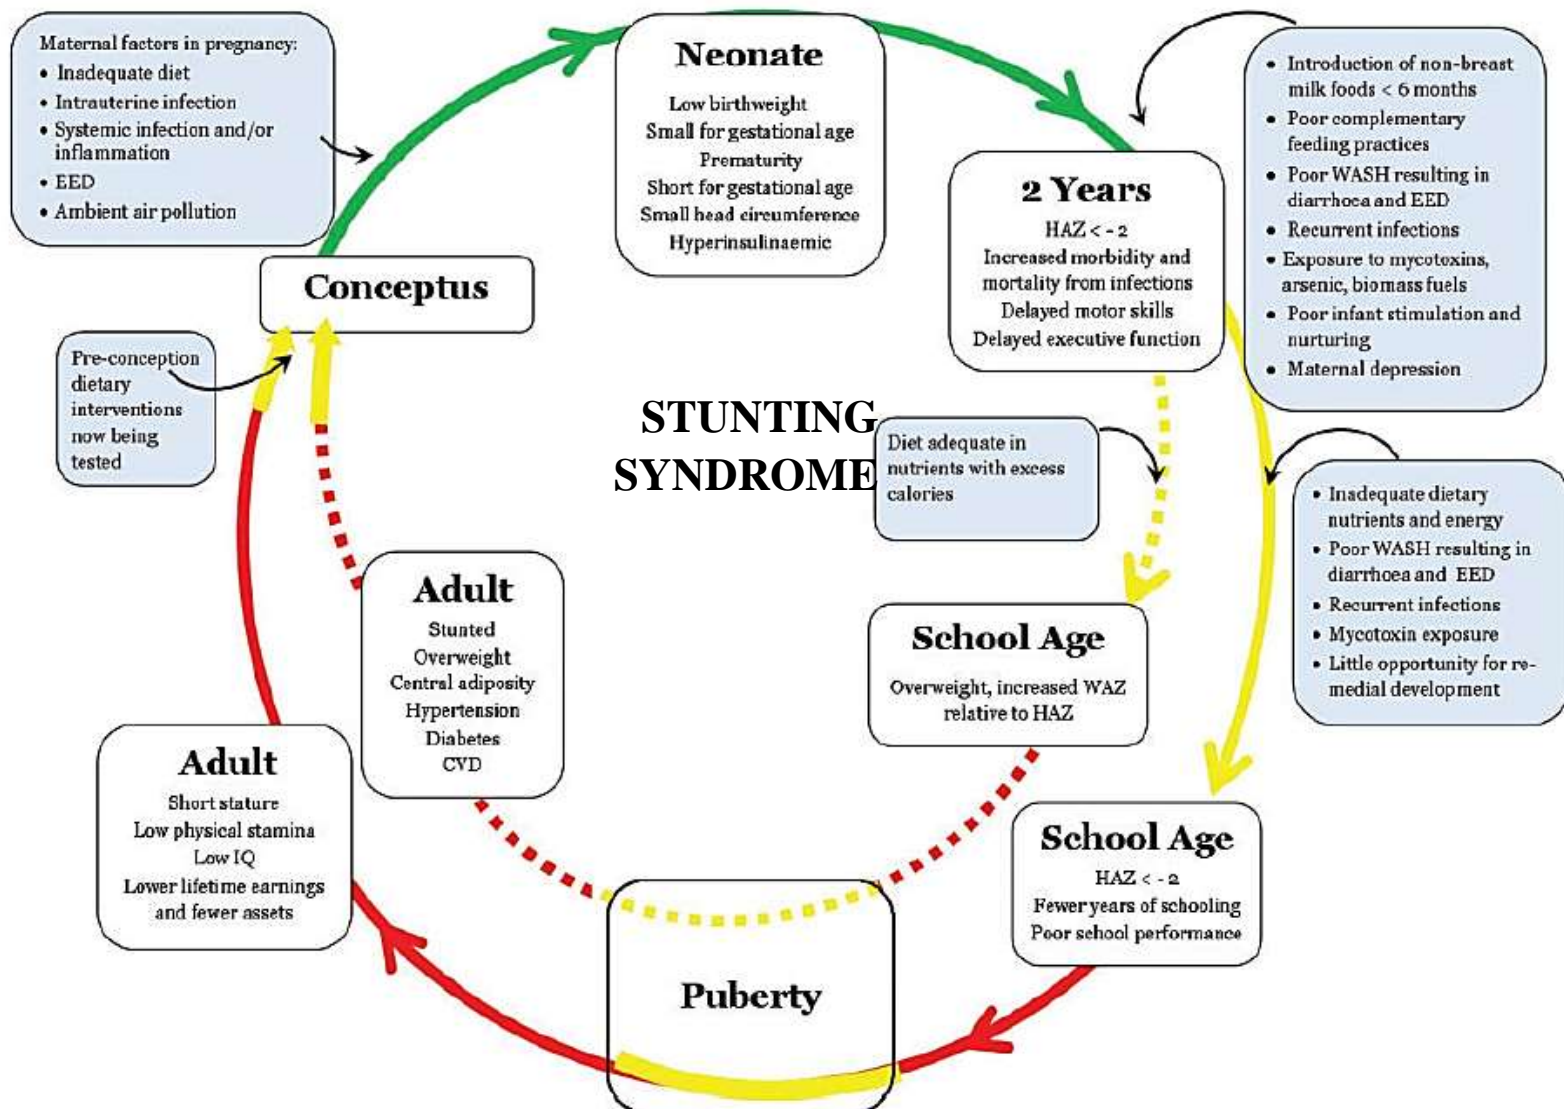 Maternal factors in pregnancy:
• Inadequate diet
• Intrauterine infection
• Systemic infection and/or
inflammation
• EED
• Ambient air pollution
Neonate
Low birthweight
Small for gestational age
Prematurity
Short for gestational age
Small head circumference
Hyperinsulinaemic
• Introduction of non-breast
milk foods < 6 months
• Poor complementary
feeding practices
• Poor WASH resulting in
diarrhoea and EED
• Recurrent infections
• Exposure to mycotoxins,
arsenic, biomass fuels
• Poor infant stimulation and
nurturing
• Maternal depression
2 Years
HAZ < - 2
Increased morbidity and
mortality from infections
Delayed motor skills
Delayed executive function
Conceptus
Pre-conception
dietary
interventions
now being
tested
STUNTING
SYNDROME
Diet adequate in
nutrients with excess
calories
• Inadequate dietary
nutrients and energy
• Poor WASH resulting in
diarrhoea and EED
• Recurrent infections
• Mycotoxin exposure
• Little opportunity for re-
medial development
Adult
Stunted
Overweight
Central adiposity
Hypertension
Diabetes
CVD
School Age
Overweight, increased WAZ
relative to HAZ
Adult
Short stature
Low physical stamina
Low IQ
Lower lifetime earnings
and fewer assets
School Age
HAZ < - 2
Fewer years of schooling
Poor school performance
Puberty